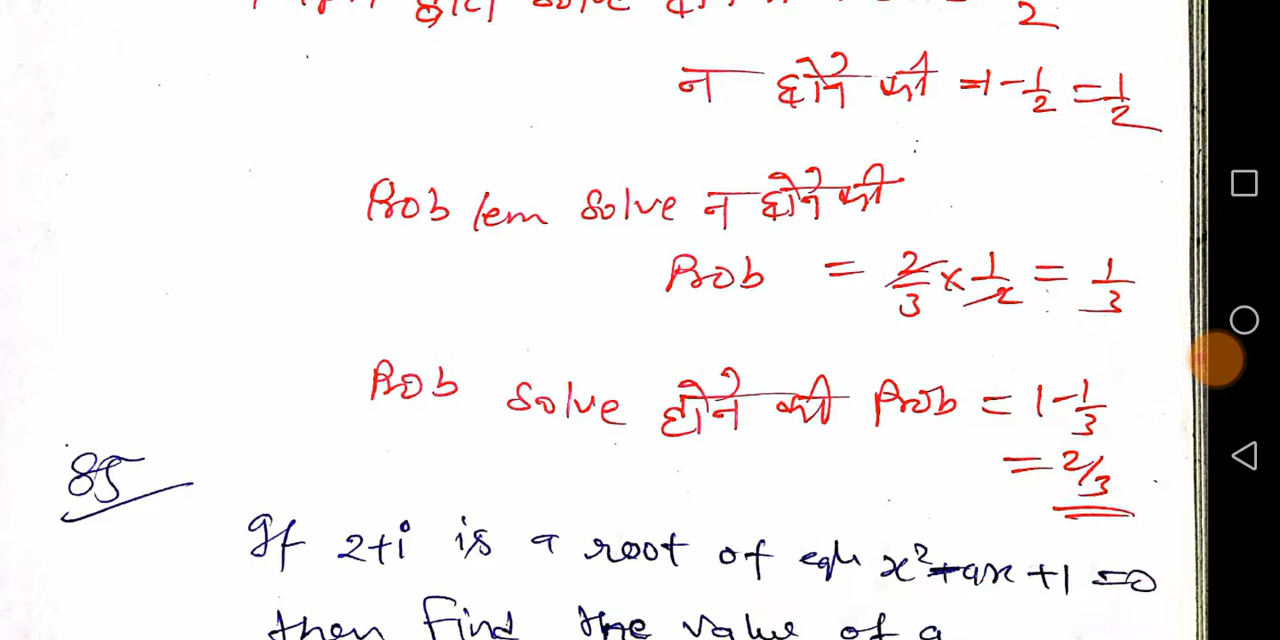 द्वारा solve होने 2
न होने की = 1 - 1/2 = 1/2
Problem solve न होने की
Prob = 2/3 × 1/2 = 1/3
Prob solve होने की Prob = 1 - 1/3
= 2/3
85
If 2+i is a root of eqn x² - ax + 1 = 0
then find the value of a